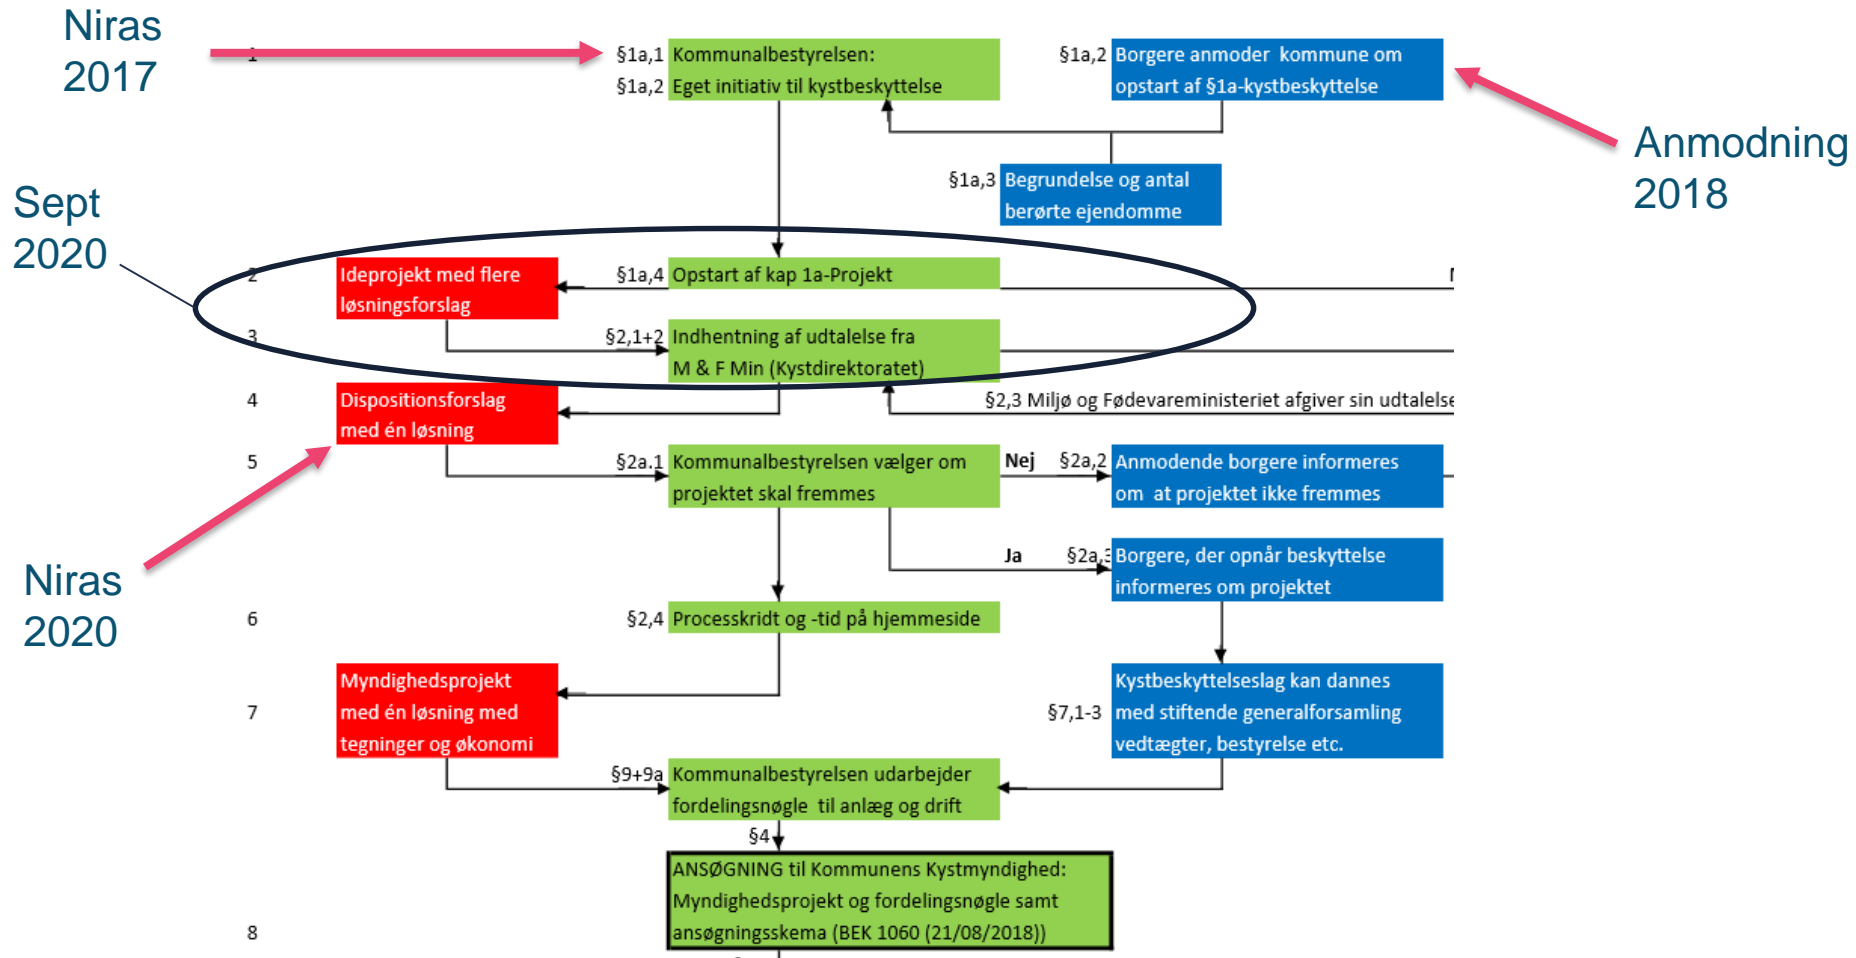 Niras
2017
1
§1a,1 Kommunalbestyrelsen:
§1a,2 Eget initiativ til kystbeskyttelse
§1a,2 Borgere anmoder kommune om
opstart af §1a-kystbeskyttelse
Anmodning
2018
§1a,3 Begrundelse og antal
berørte ejendomme
Sept
2020
2
Ideprojekt med flere
løsningsforslag
§1a,4 Opstart af kap 1a-Projekt
3
§2,1+2 Indhentning af udtalelse fra
M & F Min (Kystdirektoratet)
4
Dispositionsforslag
med én løsning
§2,3 Miljø og Fødevareministeriet afgiver sin udtalelse
5
§2a.1 Kommunalbestyrelsen vælger om
projektet skal fremmes
Nej
§2a,2 Anmodende borgere informeres
om at projektet ikke fremmes
Niras
2020
Ja
§2a,3 Borgere, der opnår beskyttelse
informeres om projektet
6
§2,4 Processkridt og -tid på hjemmeside
7
Myndighedsprojekt
med én løsning med
tegninger og økonomi
§7,1-3
Kystbeskyttelseslag kan dannes
med stiftende generalforsamling
vedtægter, bestyrelse etc.
§9+9a Kommunalbestyrelsen udarbejder
fordelingsnøgle til anlæg og drift
§4
8
ANSØGNING til Kommunens Kystmyndighed:
Myndighedsprojekt og fordelingsnøgle samt
ansøgningsskema (BEK 1060 (21/08/2018))